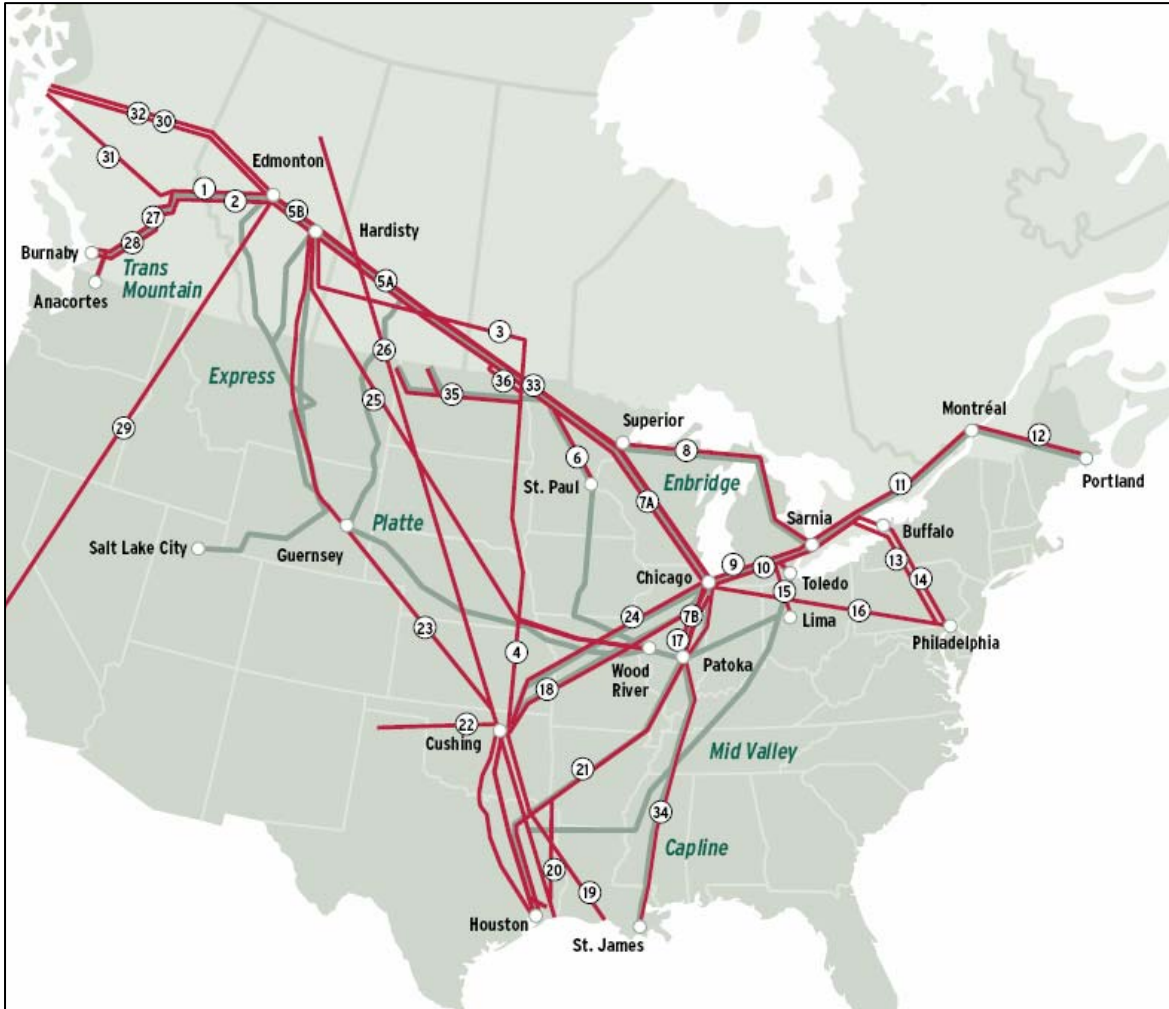 32
30
31
Edmonton
1
2
5B
Hardisty
27
28
Burnaby
Trans
Mountain
Anacortes
5A
3
26
Express
36
33
25
35
29
Superior
8
Montréal
12
6
Enbridge
11
Portland
St. Paul
7A
Sarnia
Buffalo
Platte
Salt Lake City
Guernsey
9
10
13
Chicago
Toledo
14
15
16
24
7B
Lima
23
17
Philadelphia
4
Wood
River
Patoka
18
22
Cushing
Mid Valley
21
34
Capline
20
19
Houston
St. James